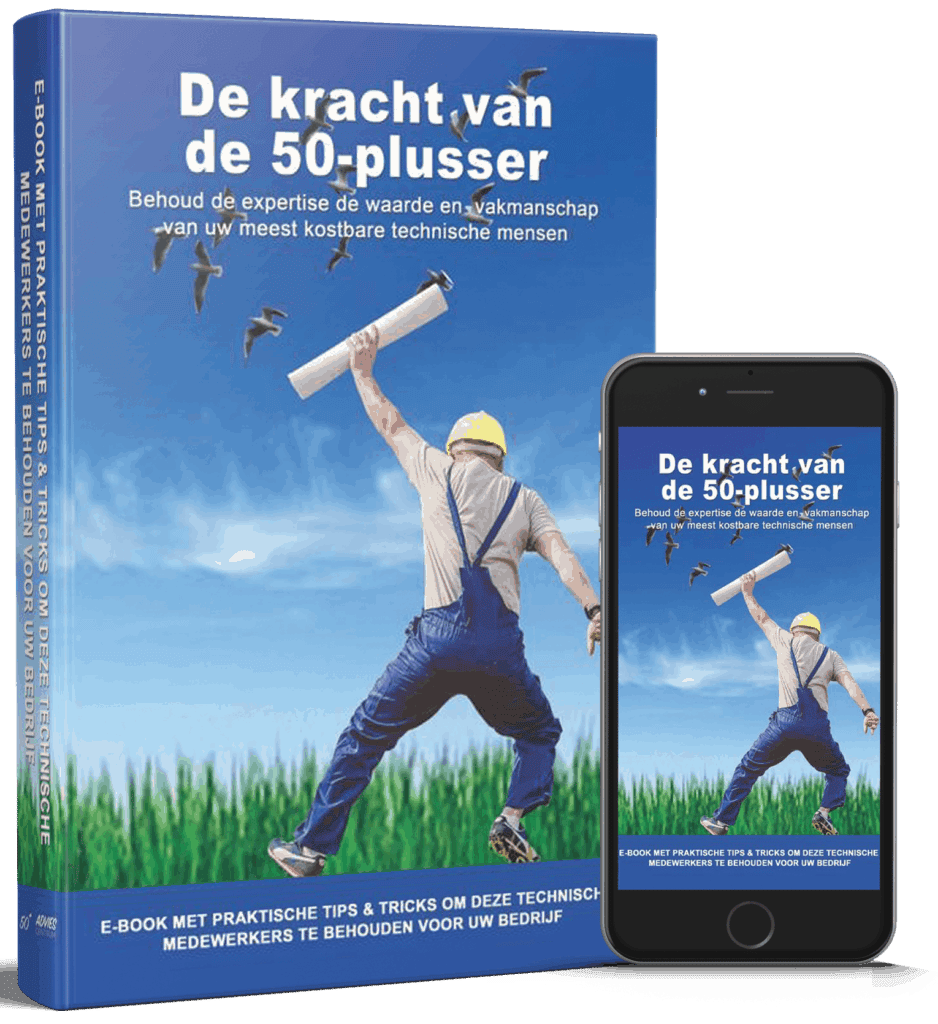 De kracht van
de 50-plusser
Behoud de expertise de waarde en vakmanschap
van uw meest kostbare technische mensen
E-BOOK MET PRAKTISCHE TIPS & TRICKS OM DEZE TECHNISCH
MEDEWERKERS TE BEHOUDEN VOOR UW BEDRIJF
E-BOOK MET PRAKTISCHE TIPS & TRICKS OM DEZE TECHNISCHE
MEDEWERKERS TE BEHOUDEN VOOR UW BEDRIJF
50+ ADVIES
De kracht van
de 50-plusser
Behoud de expertise de waarde en vakmanschap
van uw meest kostbare technische mensen
E-BOOK MET PRAKTISCHE TIPS & TRICKS OM DEZE TECHNISCHE
MEDEWERKERS TE BEHOUDEN VOOR UW BEDRIJF